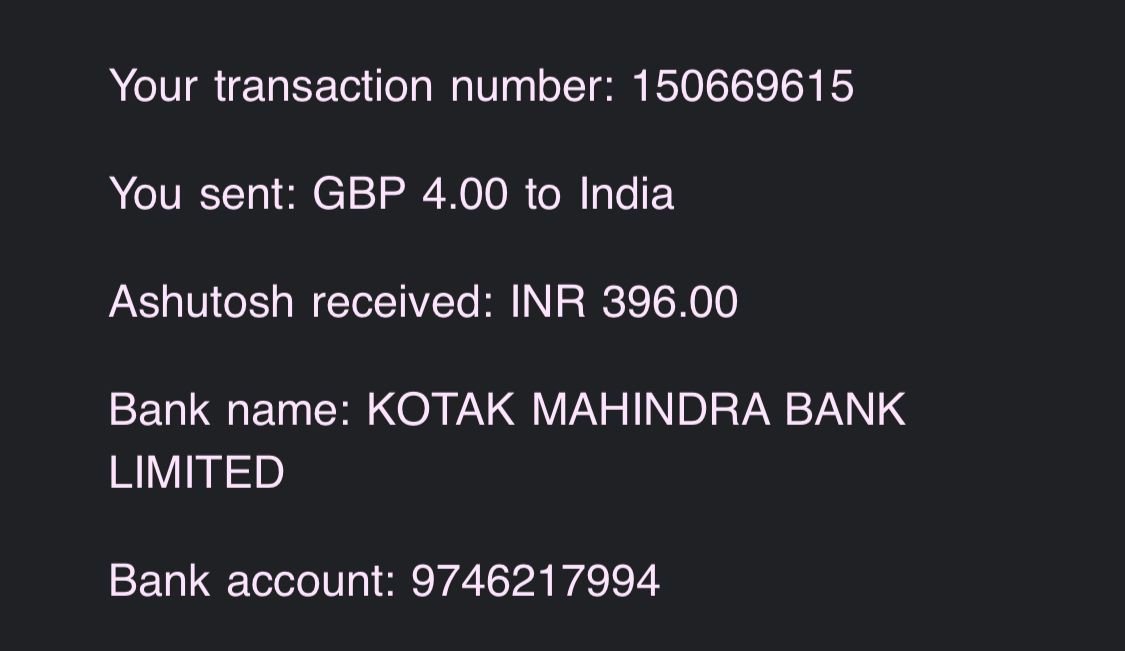 Your transaction number: 150669615
You sent: GBP 4.00 to India
Ashutosh received: INR 396.00
Bank name: KOTAK MAHINDRA BANK
LIMITED
Bank account: 9746217994